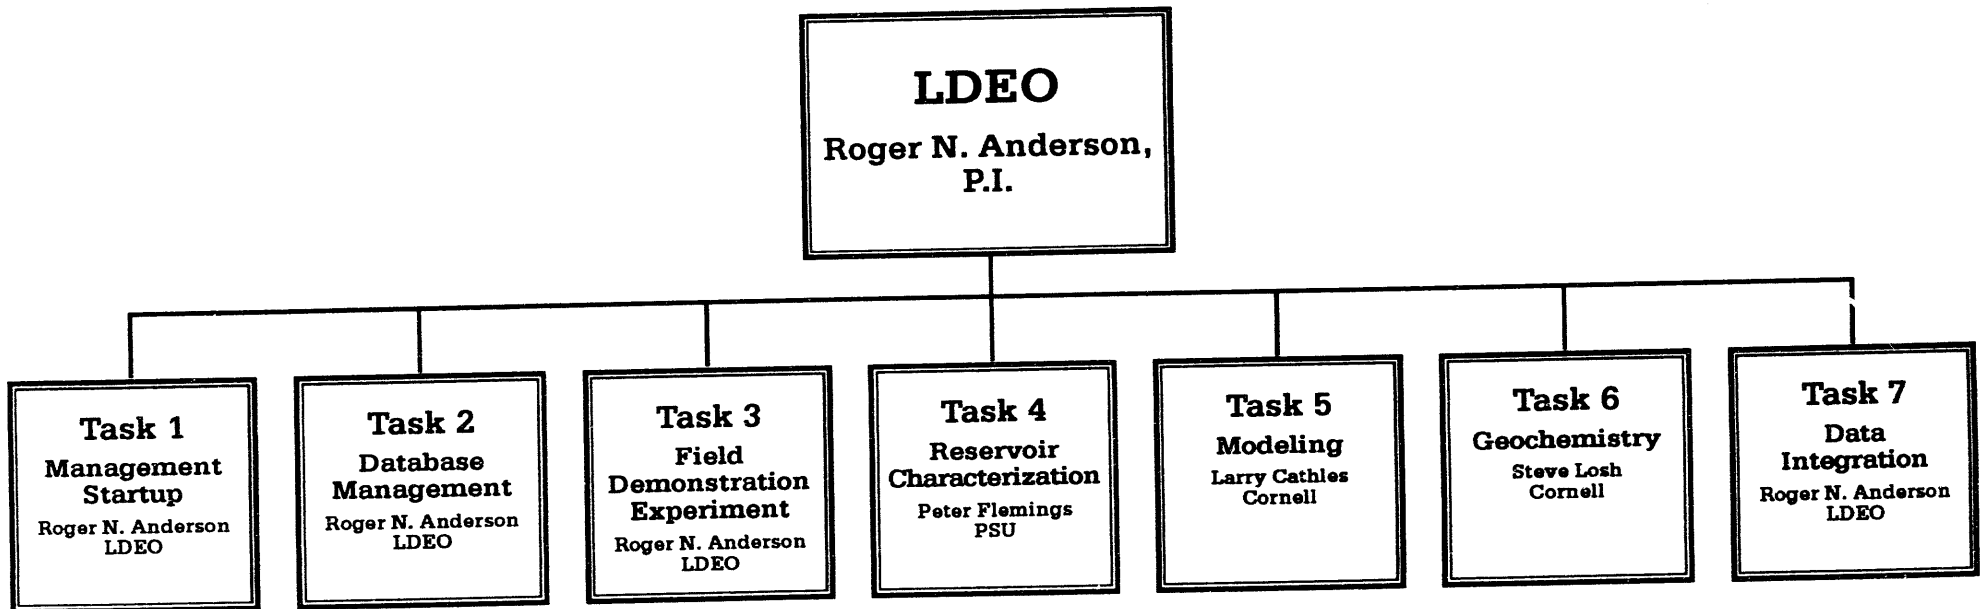 LDEO
Roger N. Anderson,
P.I.
Task 1
Management
Startup
Roger N. Anderson
LDEO
Task 2
Database
Management
Roger N. Anderson
LDEO
Task 3
Field
Demonstration
Experiment
Roger N. Anderson
LDEO
Task 4
Reservoir
Characterization
Peter Flemings
PSU
Task 5
Modeling
Larry Cathles
Cornell
Task 6
Geochemistry
Steve Losh
Cornell
Task 7
Data
Integration
Roger N. Anderson
LDEO